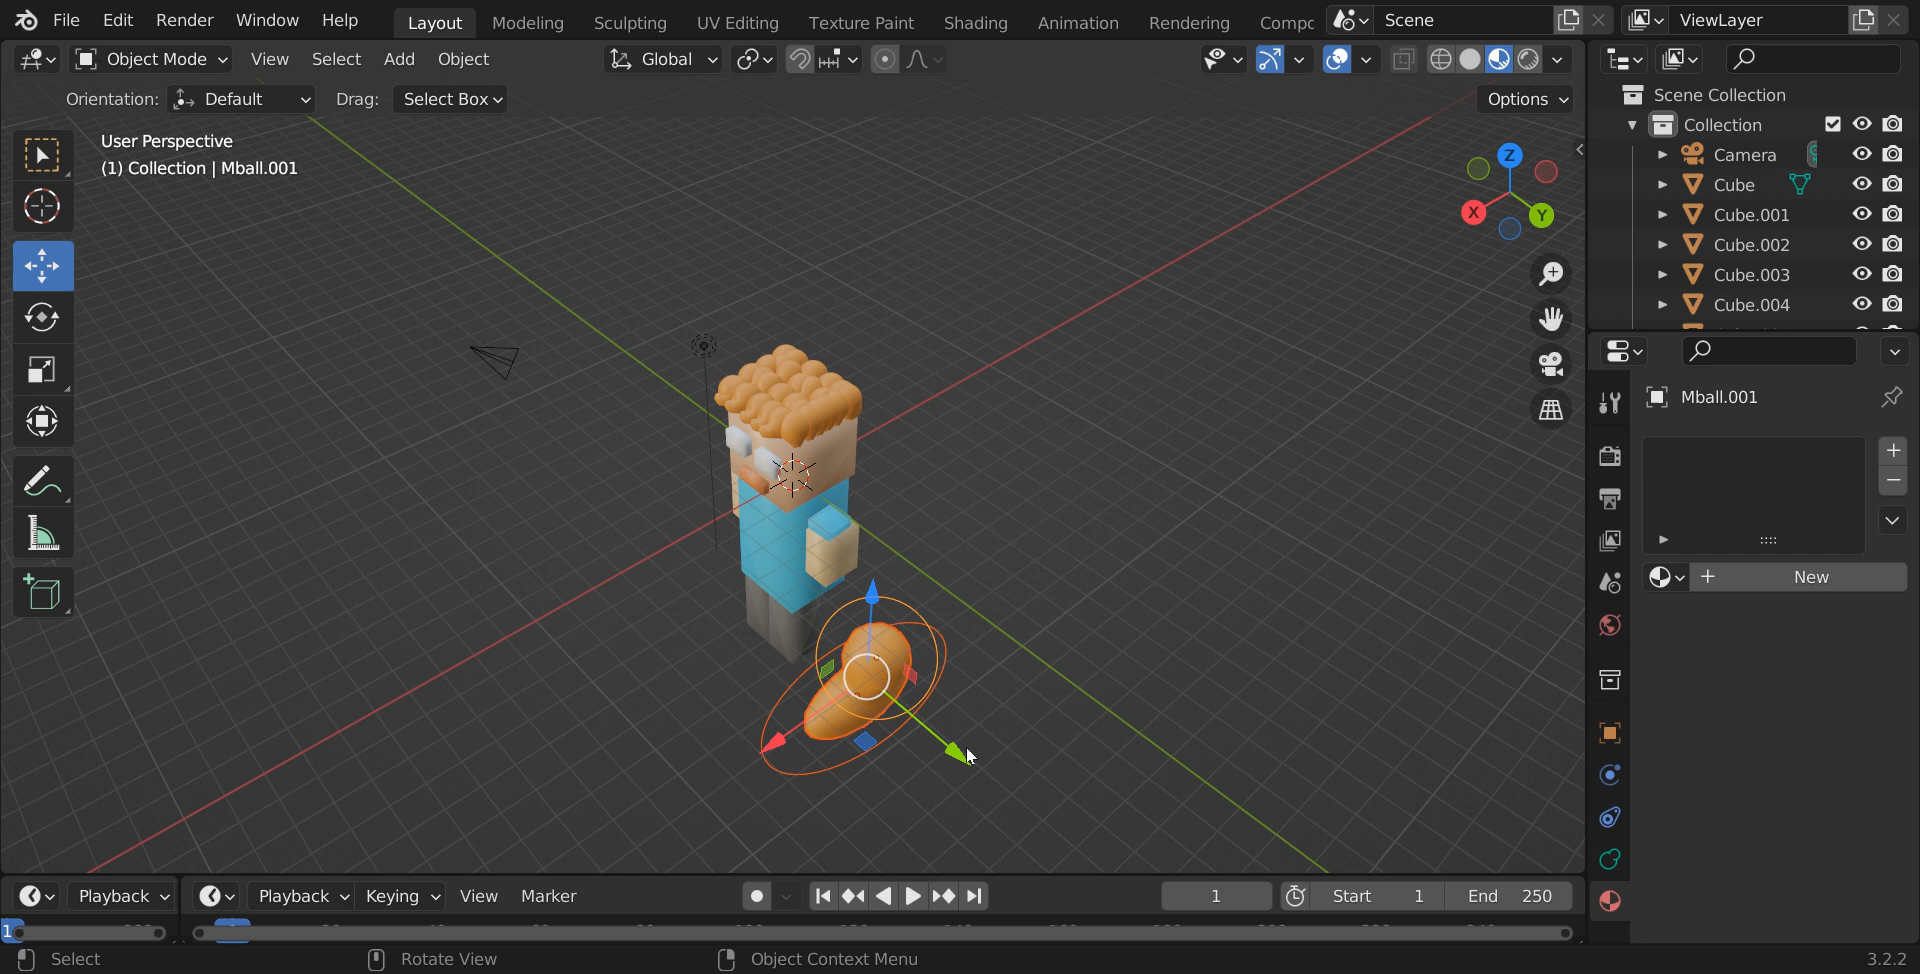 File Edit Render Window Help Layout Modeling Sculpting UV Editing Texture Paint Shading Animation Rendering Compc Scene ViewLayer
Object Mode View Select Add Object Global
Orientation: Default Drag: Select Box Options
User Perspective
(1) Collection | Mball.001
Z
X
Y
Scene Collection
Collection
Camera
Cube
Cube.001
Cube.002
Cube.003
Cube.004
Mball.001
New
Playback Playback Keying View Marker 1 Start 1 End 250
1
Select Rotate View Object Context Menu 3.2.2